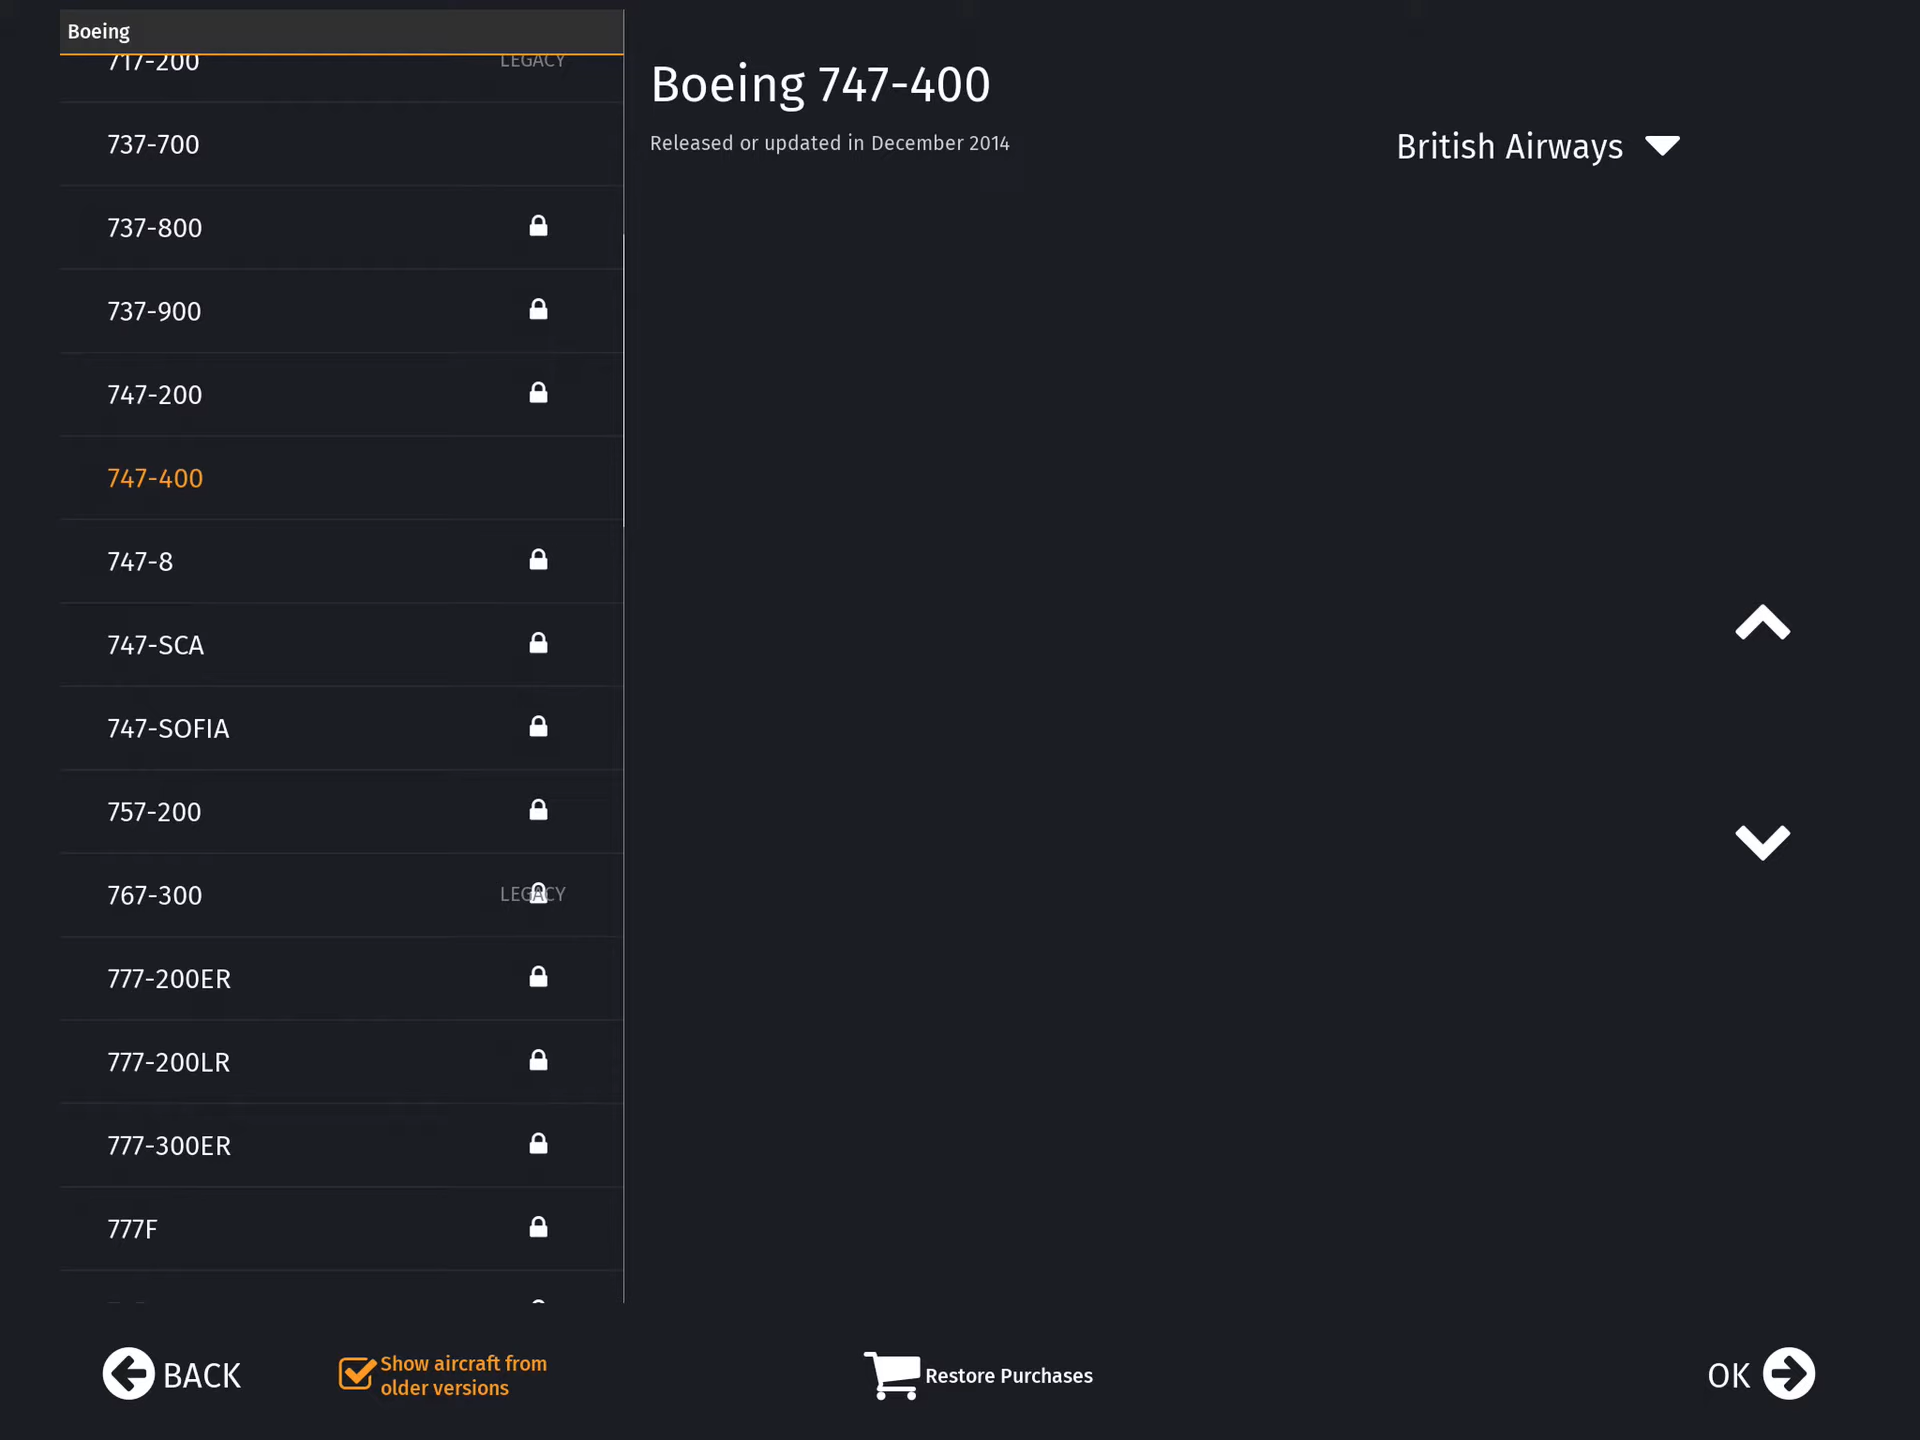 Boeing
717-200 LEGACY
737-700
737-800
737-900
747-200
747-400
747-8
747-SCA
747-SOFIA
757-200
767-300 LEGACY
777-200ER
777-200LR
777-300ER
777F
Boeing 747-400
Released or updated in December 2014
British Airways
BACK
Show aircraft from
older versions
Restore Purchases
OK